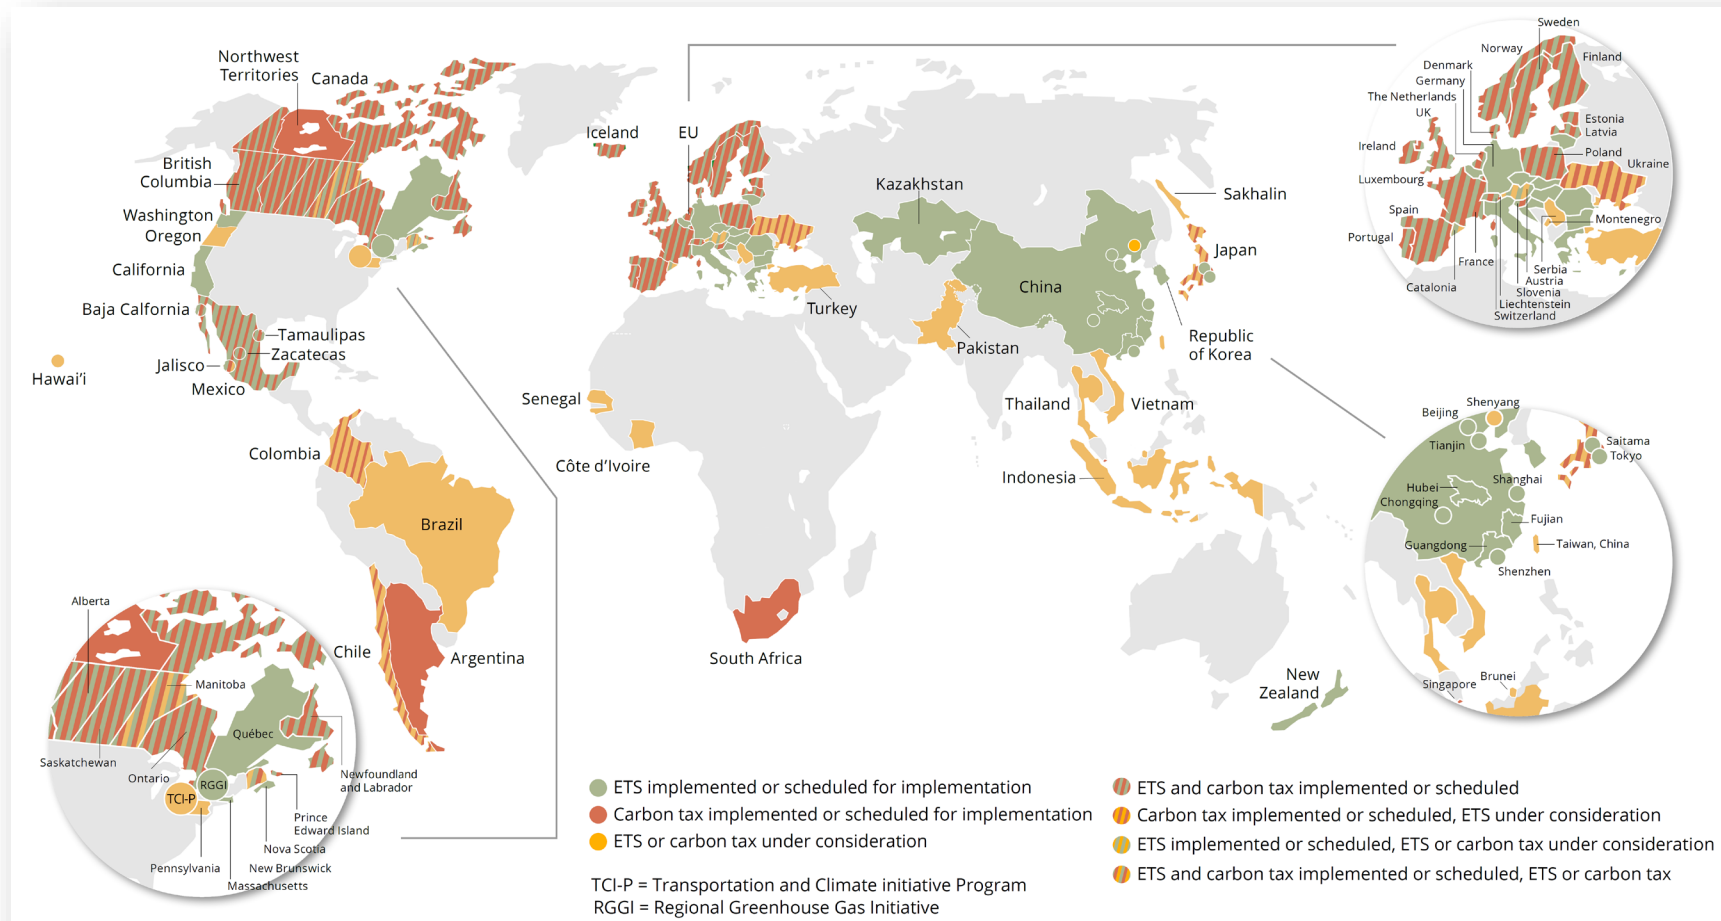 Northwest
Territories
Canada
British
Columbia
Washington
Oregon
California
Baja Calfornia
Tamaulipas
Zacatecas
Jalisco
Mexico
Hawai'i
Colombia
Brazil
Chile
Argentina
Iceland
EU
Kazakhstan
Sakhalin
Japan
China
Turkey
Pakistan
Republic
of Korea
Senegal
Côte d'Ivoire
Thailand
Vietnam
Indonesia
South Africa
New
Zealand
Sweden
Norway
Finland
Denmark
Germany
The Netherlands
UK
Estonia
Latvia
Ireland
Poland
Ukraine
Luxembourg
Spain
Montenegro
Portugal
France
Serbia
Austria
Catalonia
Slovenia
Liechtenstein
Switzerland
Shenyang
Beijing
Tianjin
Saitama
Tokyo
Shanghai
Hubei
Chongqing
Fujian
Guangdong
Taiwan, China
Shenzhen
Singapore
Brunei
Alberta
Manitoba
Québec
Saskatchewan
Ontario
Newfoundland
and Labrador
RGGI
TCI-P
Prince
Edward Island
Nova Scotia
Pennsylvania
New Brunswick
Massachusetts
ETS implemented or scheduled for implementation
Carbon tax implemented or scheduled for implementation
ETS or carbon tax under consideration
TCI-P = Transportation and Climate initiative Program
RGGI = Regional Greenhouse Gas Initiative
ETS and carbon tax implemented or scheduled
Carbon tax implemented or scheduled, ETS under consideration
ETS implemented or scheduled, ETS or carbon tax under consideration
ETS and carbon tax implemented or scheduled, ETS or carbon tax